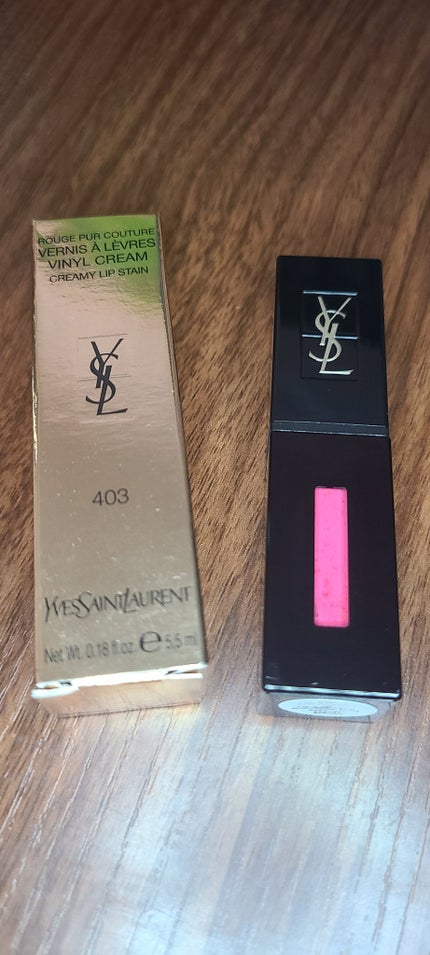 ROUGE PUR COUTURE
VERNIS À LÈVRES
VINYL CREAM
CREAMY LIP STAIN
YSL
403
YVESSAINTLAURENT
Net Wt. 0.18 fl.oz. e 5,5 ml
YSL